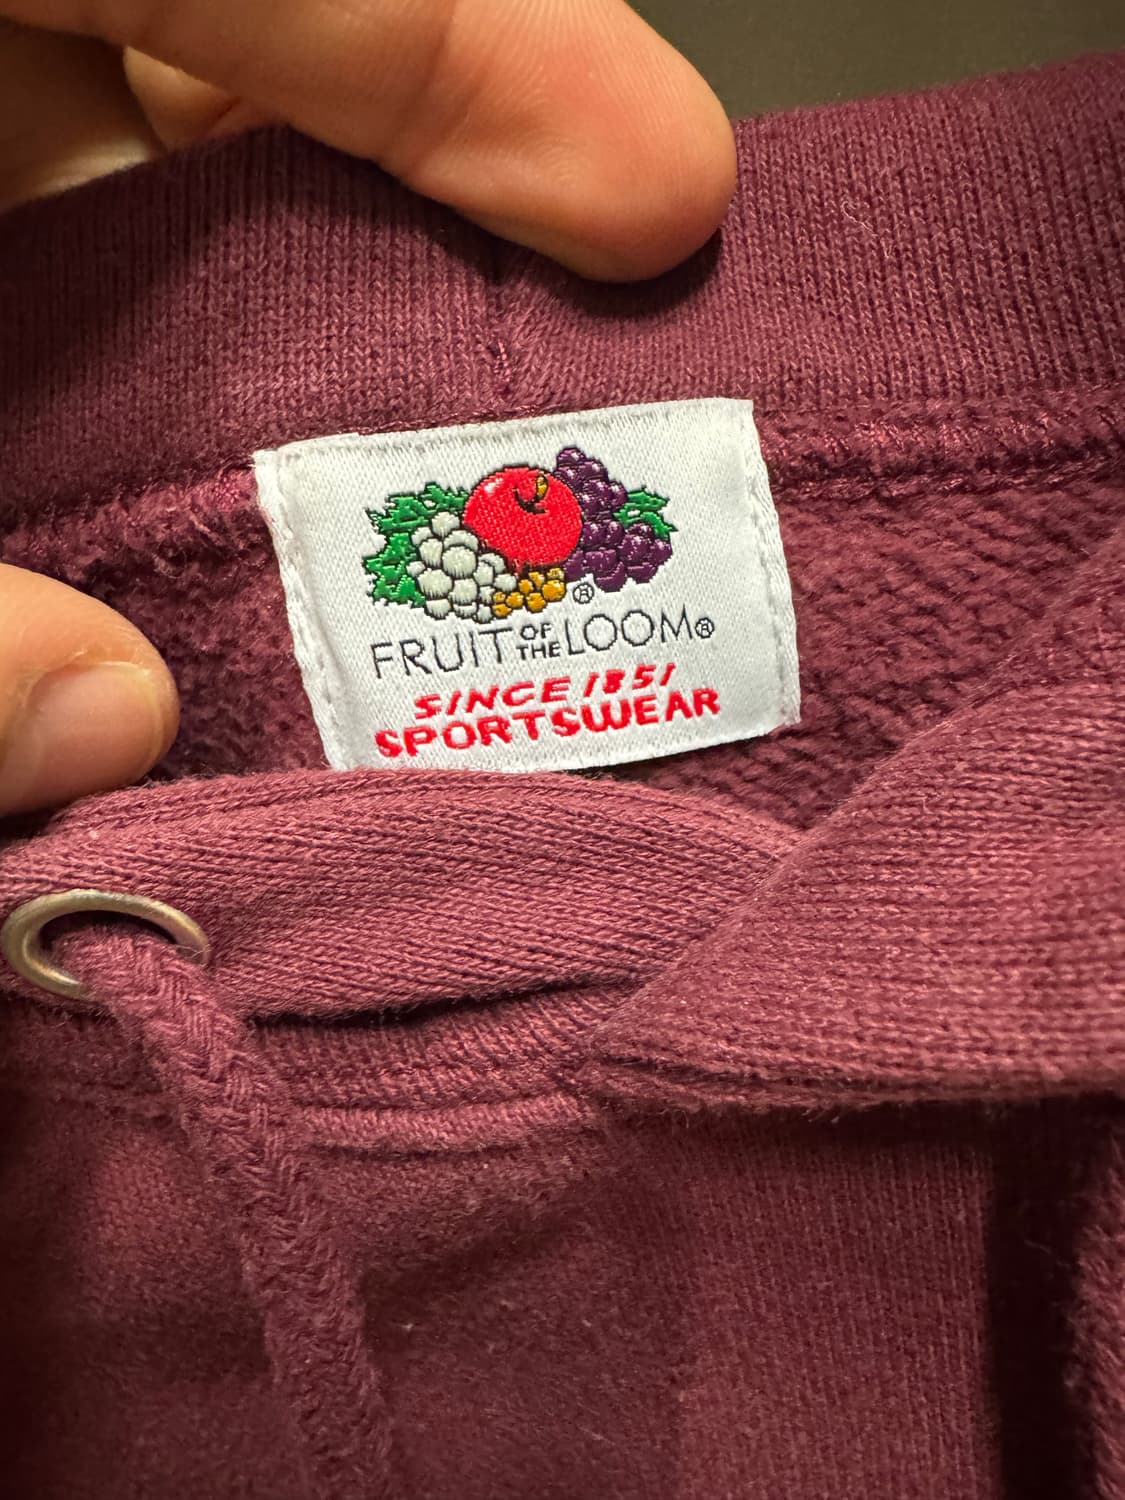 ®
FRUIT OF THE LOOM®
SINCE 1851
SPORTSWEAR